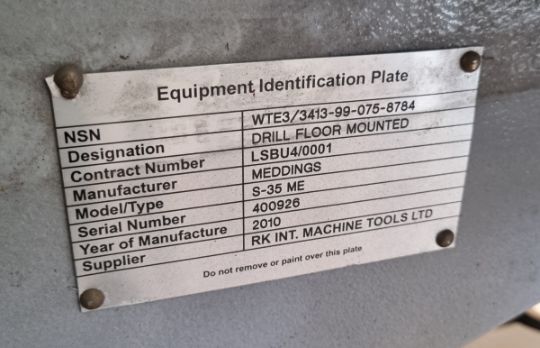 Equipment Identification Plate
NSN WTE3/3413-99-075-8784
Designation DRILL FLOOR MOUNTED
Contract Number LSBU4/0001
Manufacturer MEDDINGS
Model/Type S-35 ME
Serial Number 400926
Year of Manufacture 2010
Supplier RK INT. MACHINE TOOLS LTD
Do not remove or paint over this plate